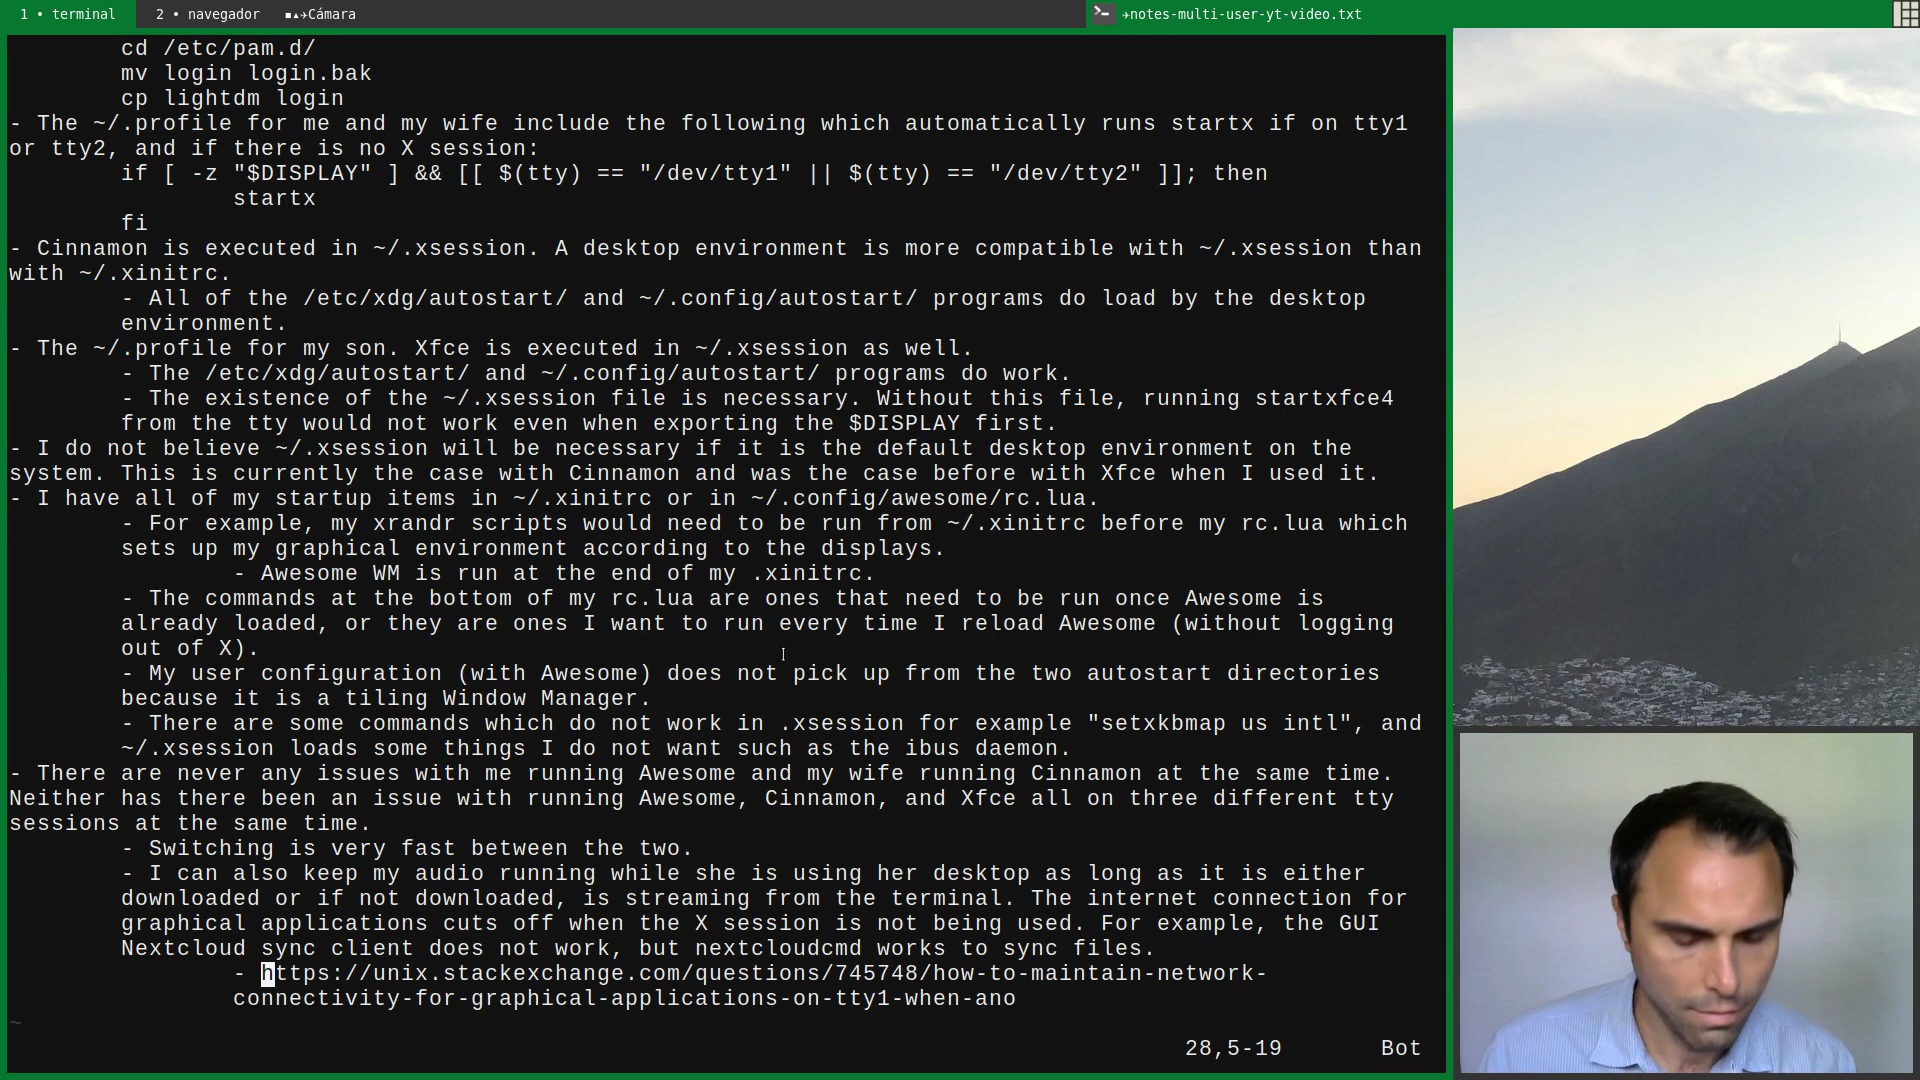 1 • terminal 2 • navegador ▪▴✈Cámara ✈notes-multi-user-yt-video.txt
cd /etc/pam.d/
mv login login.bak
cp lightdm login
- The ~/.profile for me and my wife include the following which automatically runs startx if on tty1
or tty2, and if there is no X session:
if [ -z "$DISPLAY" ] && [[ $(tty) == "/dev/tty1" || $(tty) == "/dev/tty2" ]]; then
startx
fi
- Cinnamon is executed in ~/.xsession. A desktop environment is more compatible with ~/.xsession than
with ~/.xinitrc.
- All of the /etc/xdg/autostart/ and ~/.config/autostart/ programs do load by the desktop
environment.
- The ~/.profile for my son. Xfce is executed in ~/.xsession as well.
- The /etc/xdg/autostart/ and ~/.config/autostart/ programs do work.
- The existence of the ~/.xsession file is necessary. Without this file, running startxfce4
from the tty would not work even when exporting the $DISPLAY first.
- I do not believe ~/.xsession will be necessary if it is the default desktop environment on the
system. This is currently the case with Cinnamon and was the case before with Xfce when I used it.
- I have all of my startup items in ~/.xinitrc or in ~/.config/awesome/rc.lua.
- For example, my xrandr scripts would need to be run from ~/.xinitrc before my rc.lua which
sets up my graphical environment according to the displays.
- Awesome WM is run at the end of my .xinitrc.
- The commands at the bottom of my rc.lua are ones that need to be run once Awesome is
already loaded, or they are ones I want to run every time I reload Awesome (without logging
out of X).
- My user configuration (with Awesome) does not pick up from the two autostart directories
because it is a tiling Window Manager.
- There are some commands which do not work in .xsession for example "setxkbmap us intl", and
~/.xsession loads some things I do not want such as the ibus daemon.
- There are never any issues with me running Awesome and my wife running Cinnamon at the same time.
Neither has there been an issue with running Awesome, Cinnamon, and Xfce all on three different tty
sessions at the same time.
- Switching is very fast between the two.
- I can also keep my audio running while she is using her desktop as long as it is either
downloaded or if not downloaded, is streaming from the terminal. The internet connection for
graphical applications cuts off when the X session is not being used. For example, the GUI
Nextcloud sync client does not work, but nextcloudcmd works to sync files.
- https://unix.stackexchange.com/questions/745748/how-to-maintain-network-
connectivity-for-graphical-applications-on-tty1-when-ano
~
28,5-19 Bot